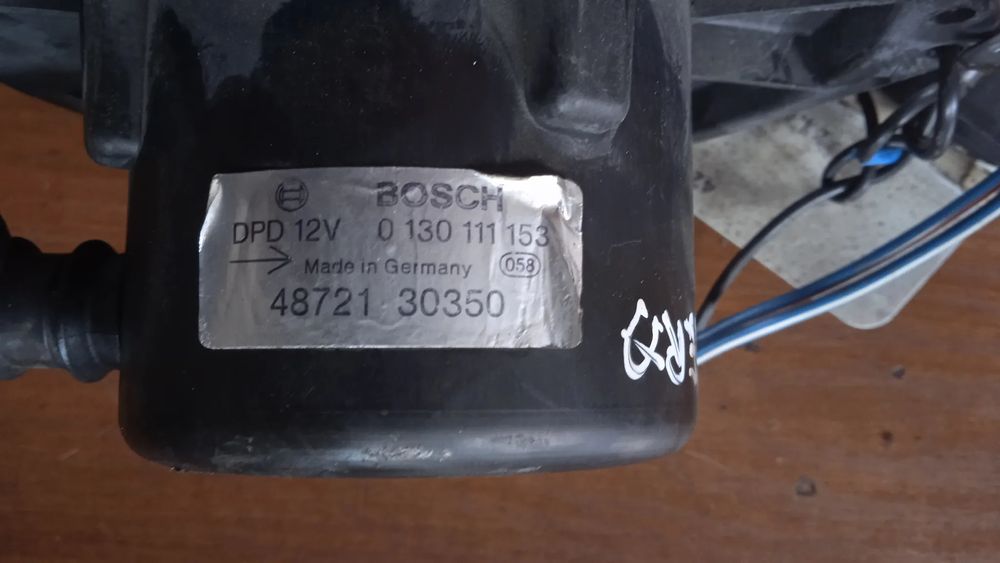 BOSCH
DPD 12V 0 130 111 153
Made in Germany 058
48721 30350